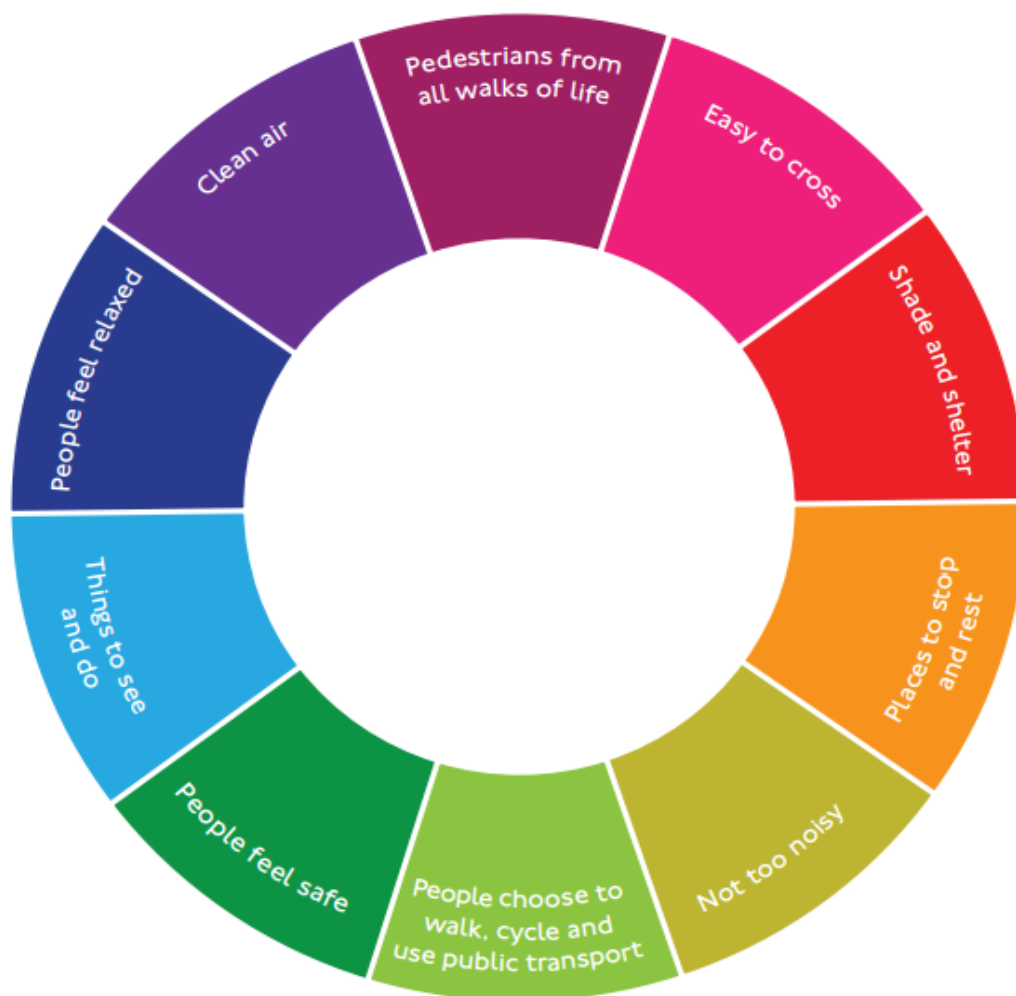 Pedestrians from
all walks of life
Easy to cross
Shade and shelter
Places to stop
and rest
Not too noisy
People choose to
walk, cycle and
use public transport
People feel safe
Things to see
and do
People feel relaxed
Clean air